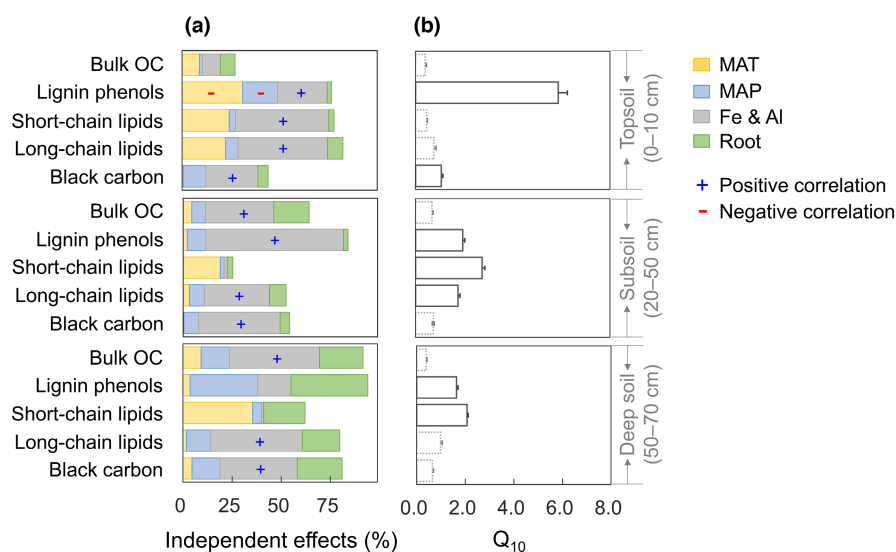 (a)
(b)
Bulk OC
Lignin phenols
Short-chain lipids
Long-chain lipids
Black carbon
Topsoil
(0–10 cm)
Bulk OC
Lignin phenols
Short-chain lipids
Long-chain lipids
Black carbon
Subsoil
(20–50 cm)
Bulk OC
Lignin phenols
Short-chain lipids
Long-chain lipids
Black carbon
Deep soil
(50–70 cm)
0 25 50 75
Independent effects (%)
0.0 2.0 4.0 6.0 8.0
Q10
MAT
MAP
Fe & Al
Root
+ Positive correlation
- Negative correlation